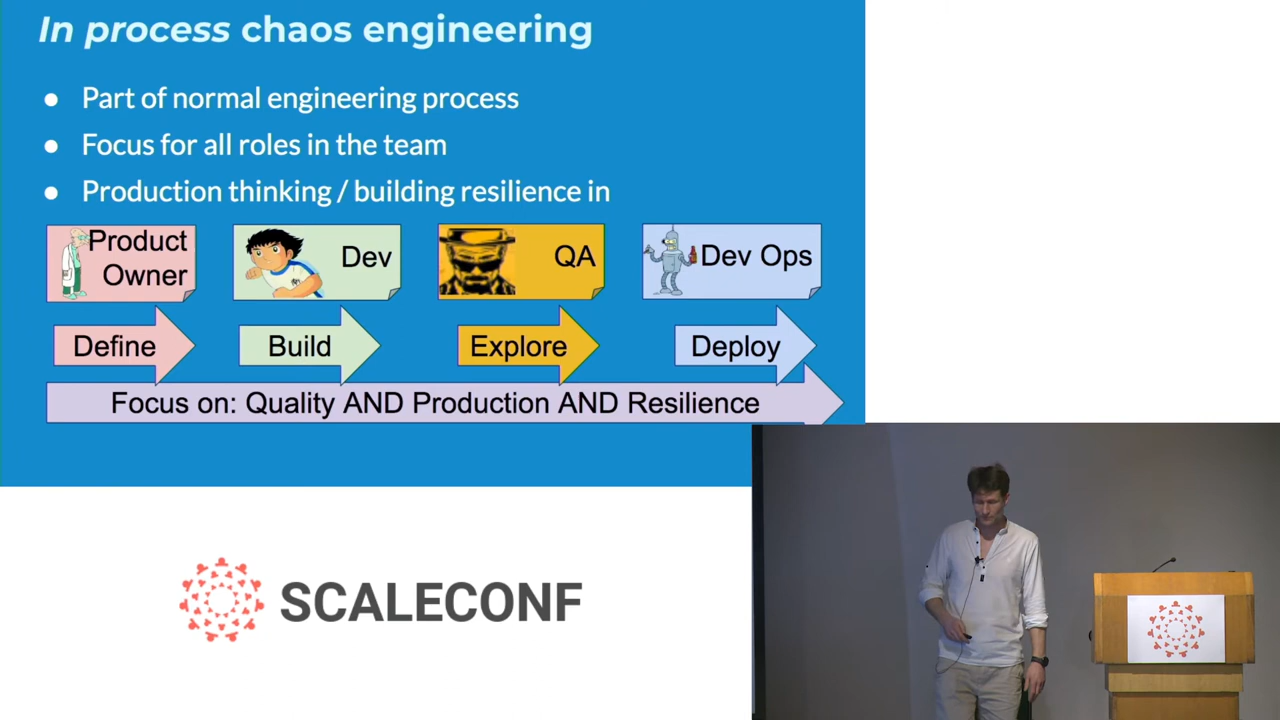 In process chaos engineering
● Part of normal engineering process
● Focus for all roles in the team
● Production thinking / building resilience in
Product
Owner
Dev
QA
Dev Ops
Define
Build
Explore
Deploy
Focus on: Quality AND Production AND Resilience
SCALECONF